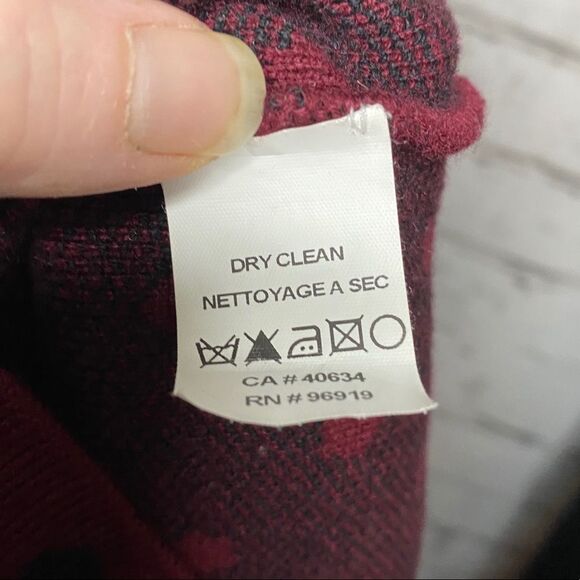 DRY CLEAN
NETTOYAGE A SEC
CA # 40634
RN # 96919